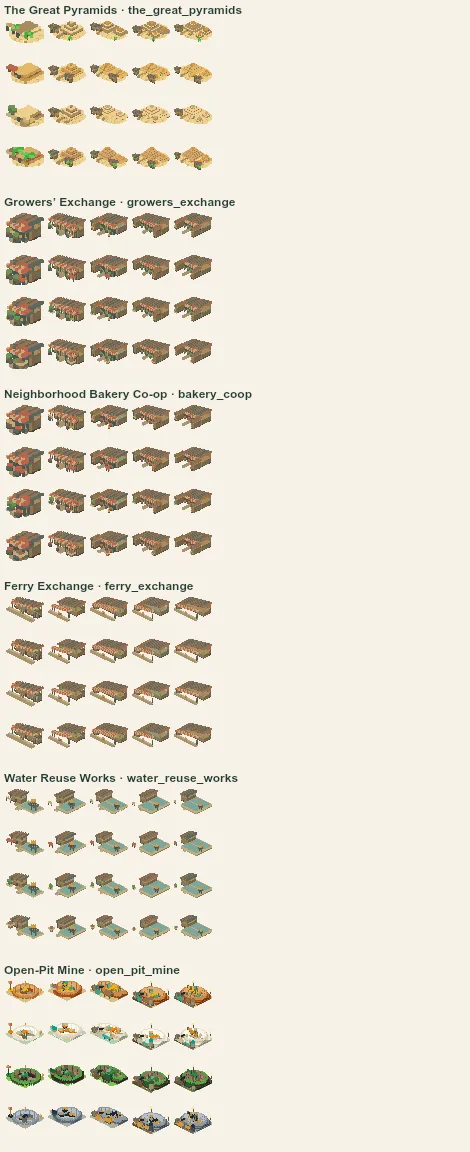 The Great Pyramids · the_great_pyramids
Growers' Exchange · growers_exchange
Neighborhood Bakery Co-op · bakery_coop
Ferry Exchange · ferry_exchange
Water Reuse Works · water_reuse_works
Open-Pit Mine · open_pit_mine